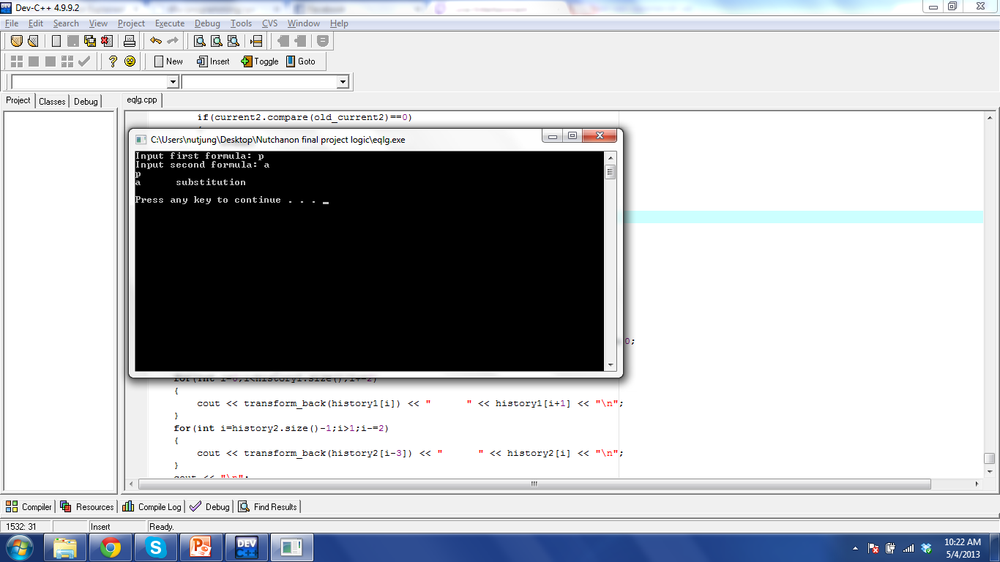 Dev-C++ 4.9.9.2
File Edit Search View Project Execute Debug Tools CVS Window Help
New Insert Toggle Goto
Project Classes Debug
eqlg.cpp
if(current2.compare(old_current2)==0)
C:\Users\nutjung\Desktop\Nutchanon final project logic\eqlg.exe
Input first formula: p
Input second formula: a
p
a      substitution
Press any key to continue . . . _
0;
for(int i=0;i<history1.size();i+=2)
{
cout << transform_back(history1[i]) << "      " << history1[i+1] << "\n";
}
for(int i=history2.size()-1;i>1;i-=2)
{
cout << transform_back(history2[i-3]) << "      " << history2[i] << "\n";
}
cout << "\n";
Compiler Resources Compile Log Debug Find Results
1532: 31 Insert Ready.
DEV C++
10:22 AM
5/4/2013